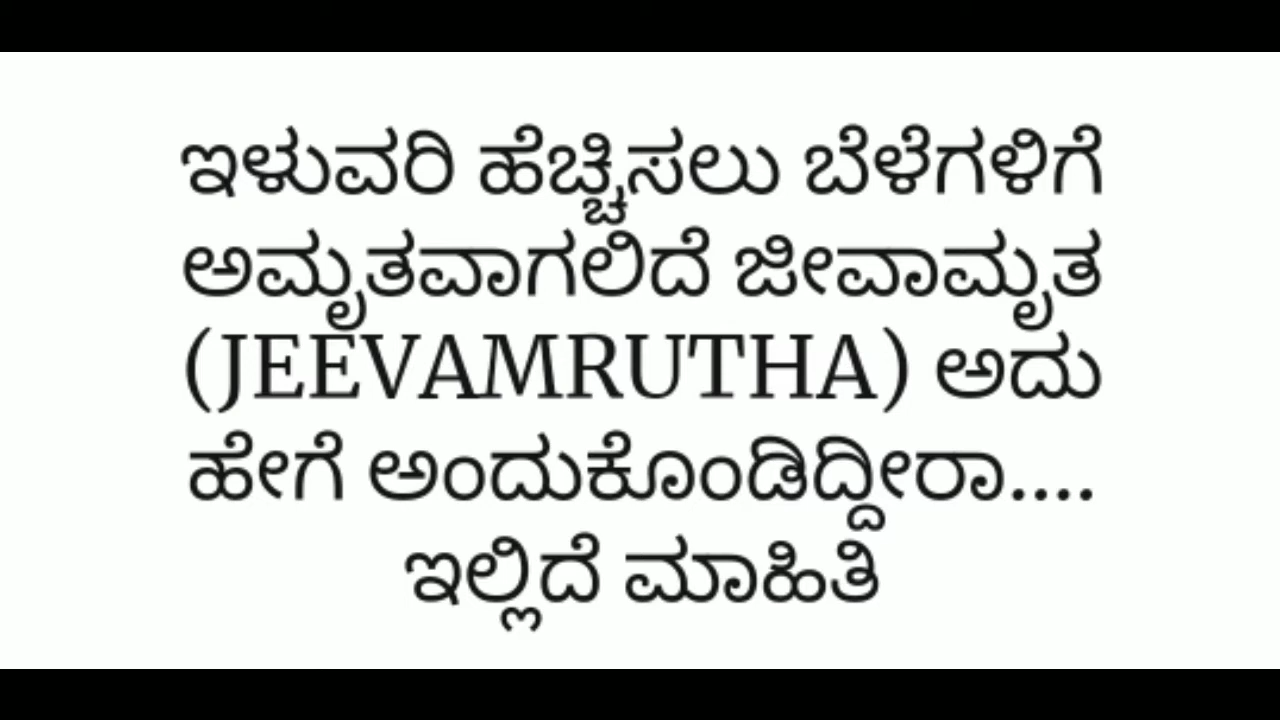 ಇಳುವರಿ ಹೆಚ್ಚಿಸಲು ಬೆಳೆಗಳಿಗೆ
ಅಮೃತವಾಗಲಿದೆ ಜೀವಾಮೃತ
(JEEVAMRUTHA) ಅದು
ಹೇಗೆ ಅಂದುಕೊಂಡಿದ್ದೀರಾ....
ಇಲ್ಲಿದೆ ಮಾಹಿತಿ